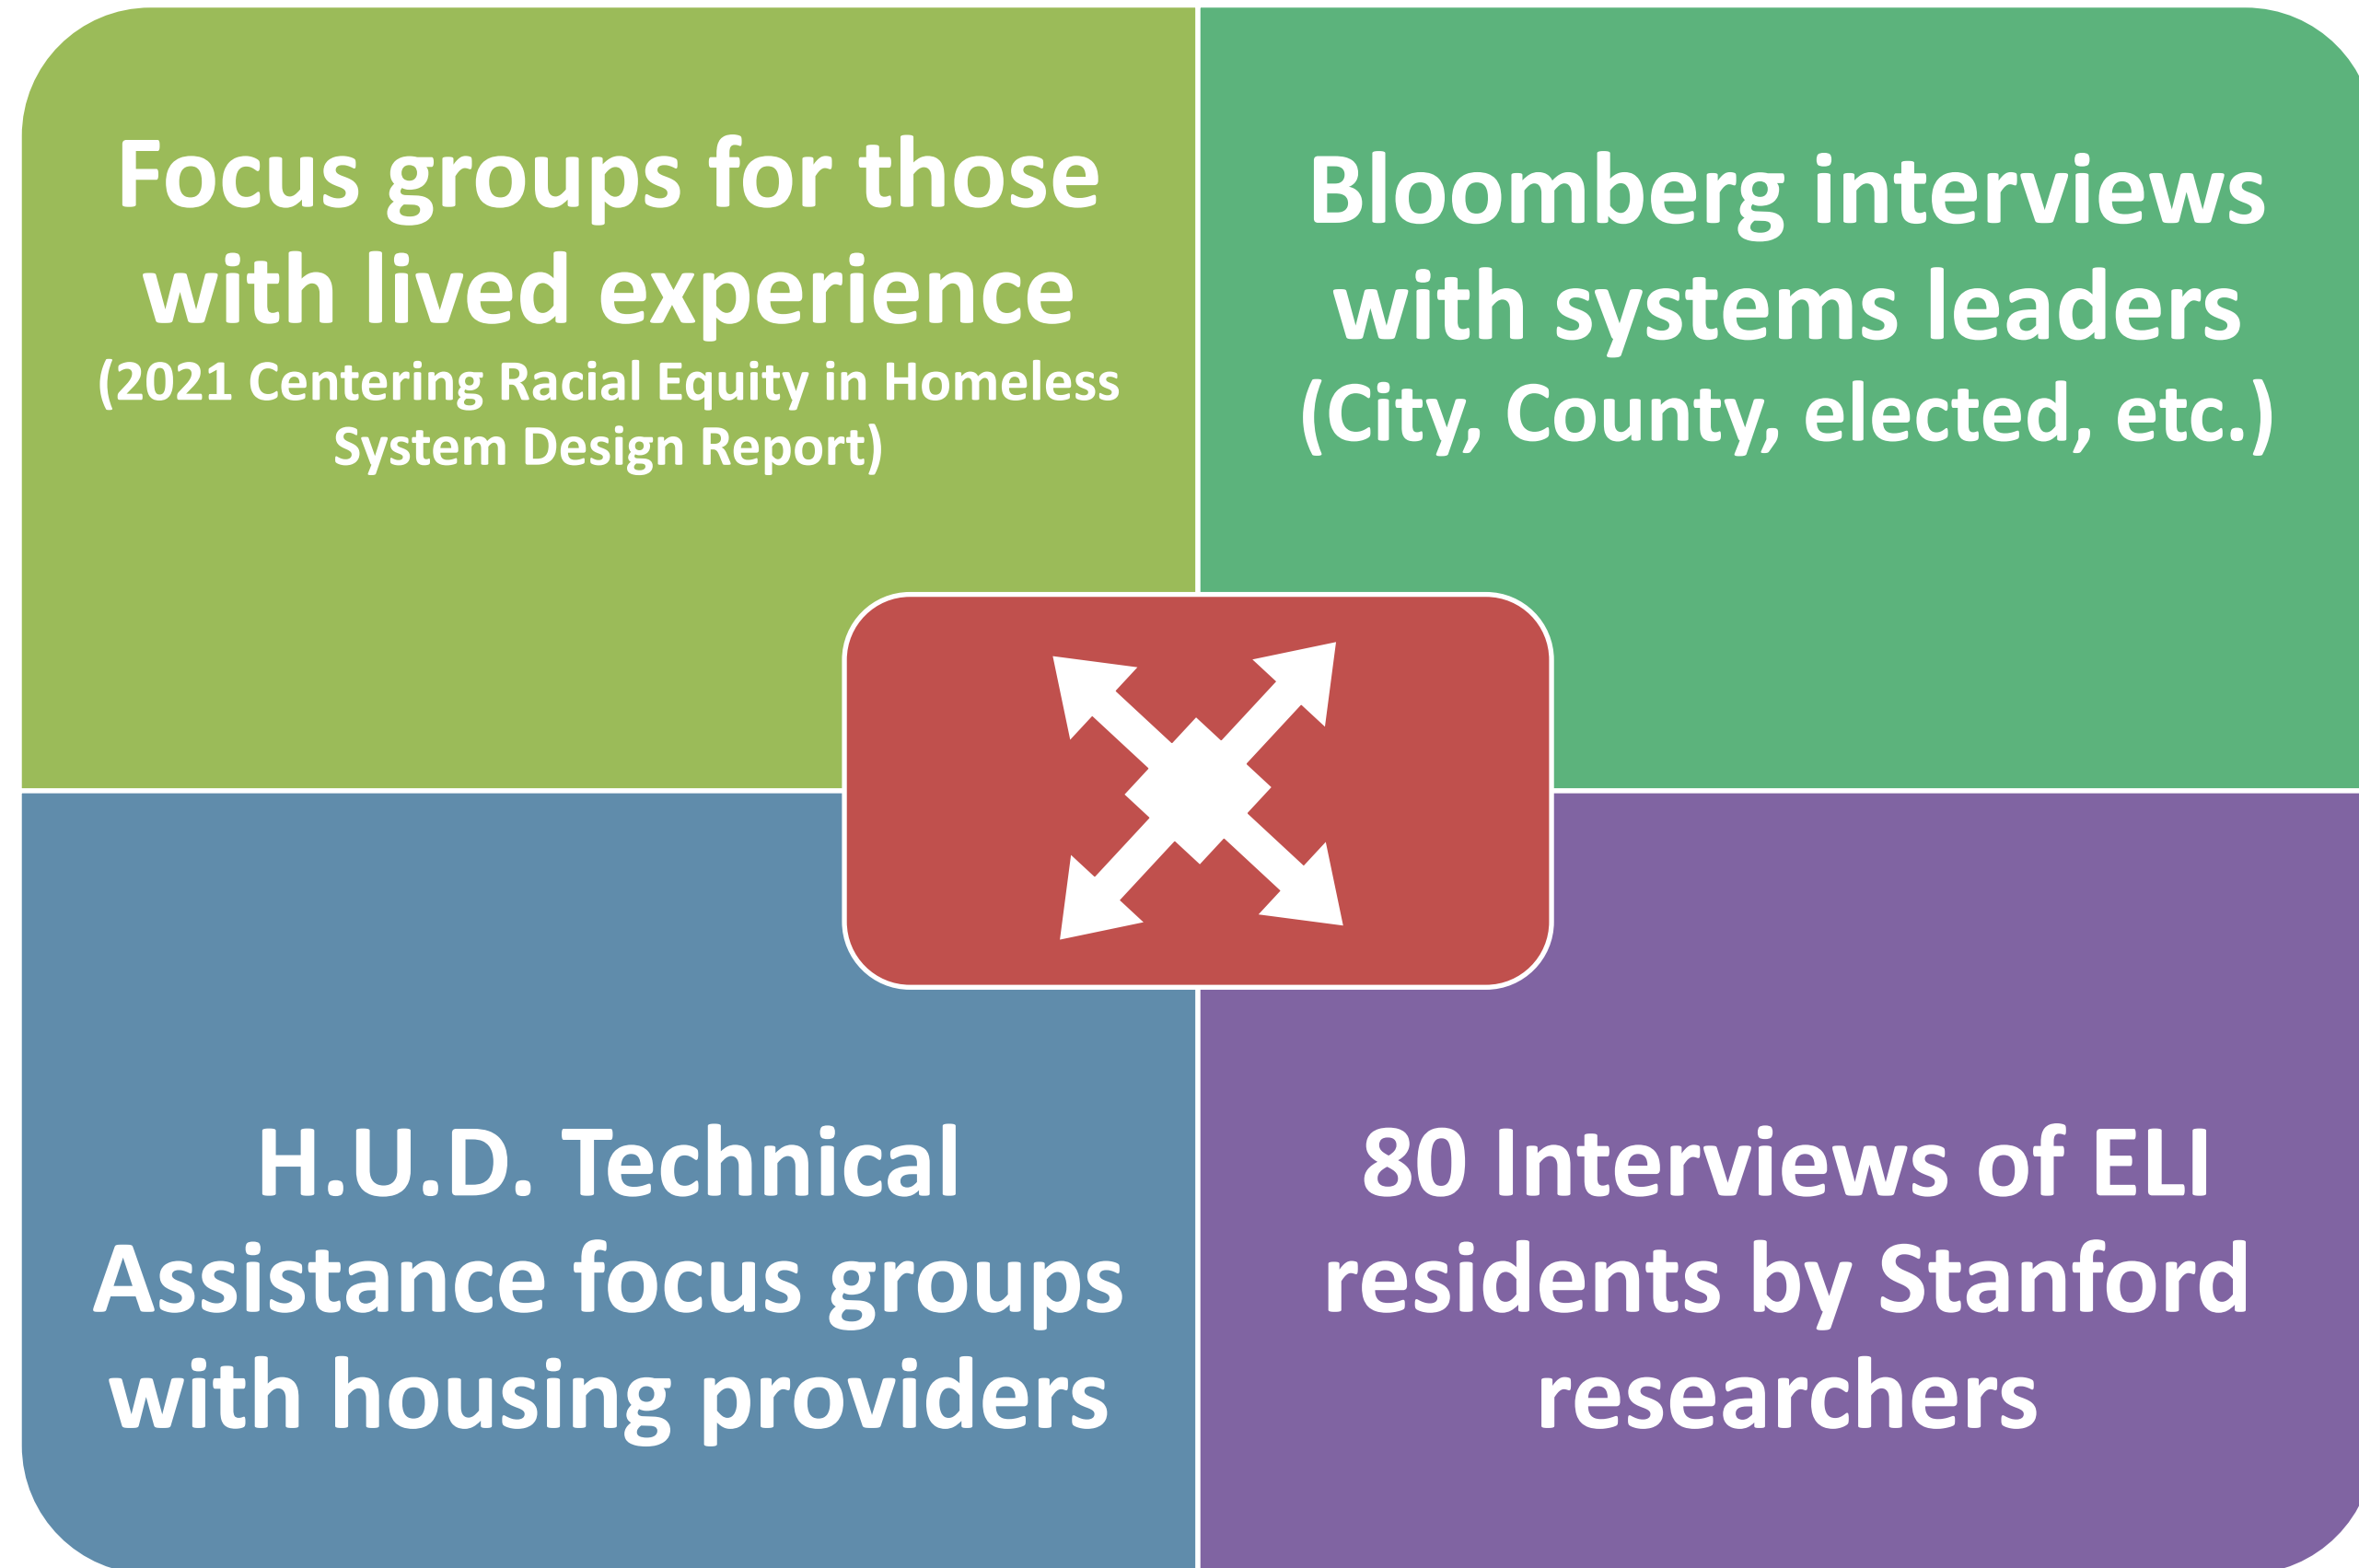 Focus groups for those
with lived experience
(2021 Centering Racial Equity in Homeless
System Design Report)
Bloomberg interviews
with systems leaders
(City, County, elected, etc.)
H.U.D. Technical
Assistance focus groups
with housing providers
80 Interviews of ELI
residents by Stanford
researchers